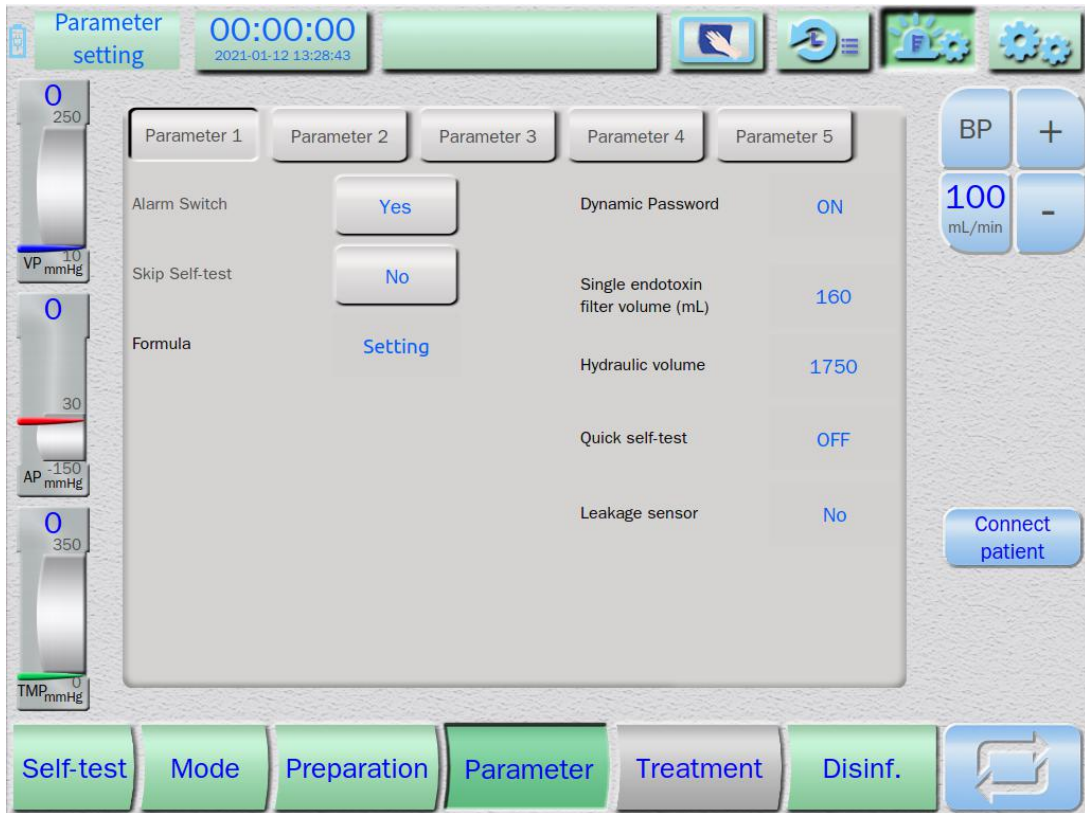 Parameter
setting
00:00:00
2021-01-12 13:28:43
0
250
10
VP mmHg
0
30
-150
AP mmHg
0
350
0
TMP mmHg
Parameter 1
Parameter 2
Parameter 3
Parameter 4
Parameter 5
Alarm Switch
Yes
Skip Self-test
No
Formula
Setting
Dynamic Password
ON
Single endotoxin
filter volume (mL)
160
Hydraulic volume
1750
Quick self-test
OFF
Leakage sensor
No
BP
+
100
mL/min
-
Connect
patient
Self-test
Mode
Preparation
Parameter
Treatment
Disinf.